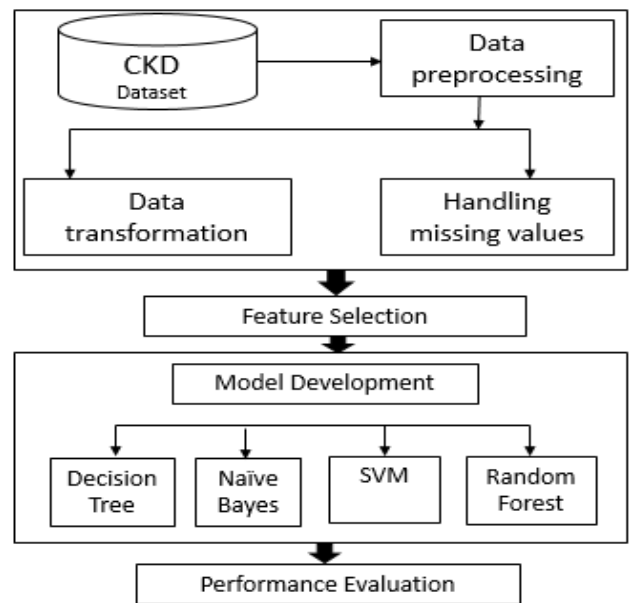 CKD
Dataset
Data
preprocessing
Data
transformation
Handling
missing values
Feature Selection
Model Development
Decision
Tree
Naïve
Bayes
SVM
Random
Forest
Performance Evaluation